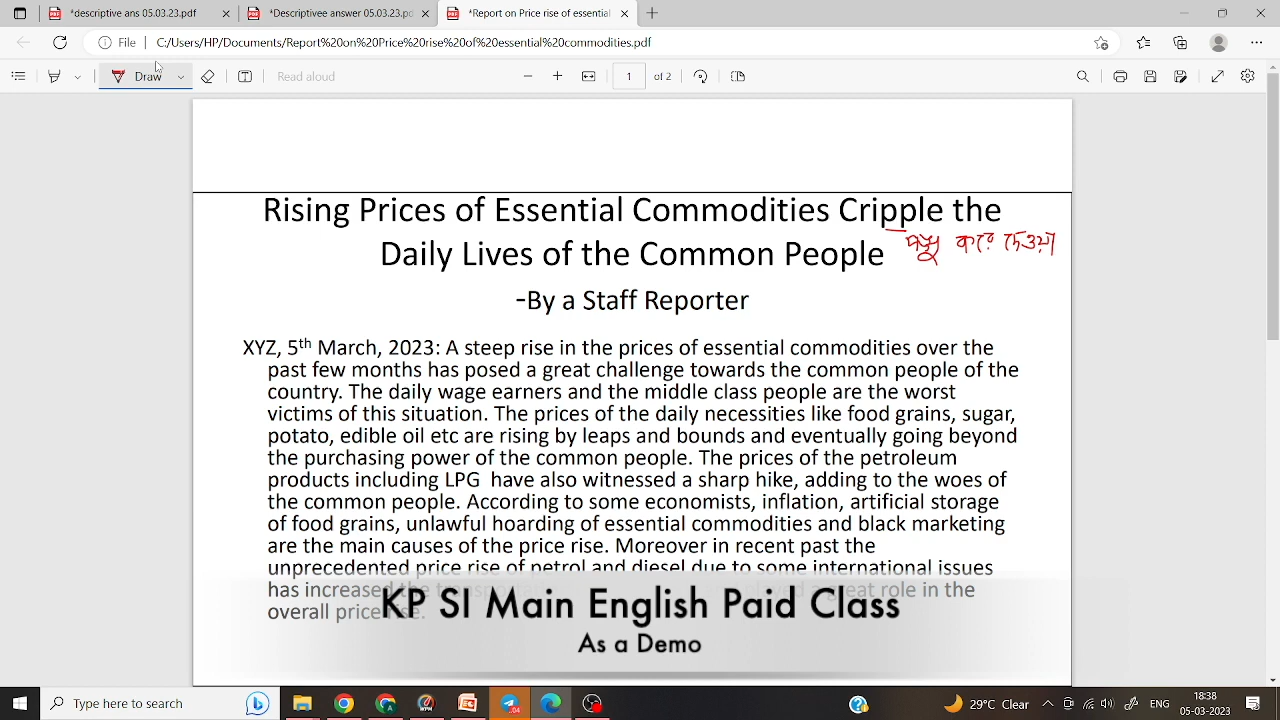 *descriptive ans 05.03.23.pdf
*Descriptivee answer 05.03.23.pd
*Report on Price rise of essential
File
C:/Users/HP/Documents/Report%20on%20Price%20rise%20of%20essential%20commodities.pdf
Draw
Read aloud
1 of 2
Rising Prices of Essential Commodities Cripple the
Daily Lives of the Common People
পঙ্গু করে দেওয়া
-By a Staff Reporter
XYZ, 5th March, 2023: A steep rise in the prices of essential commodities over the
past few months has posed a great challenge towards the common people of the
country. The daily wage earners and the middle class people are the worst
victims of this situation. The prices of the daily necessities like food grains, sugar,
potato, edible oil etc are rising by leaps and bounds and eventually going beyond
the purchasing power of the common people. The prices of the petroleum
products including LPG have also witnessed a sharp hike, adding to the woes of
the common people. According to some economists, inflation, artificial storage
of food grains, unlawful hoarding of essential commodities and black marketing
are the main causes of the price rise. Moreover in recent past the
unprecedented price rise of petrol and diesel due to some international issues
has increased the a great role in the
overall price rise.
KP SI Main English Paid Class
As a Demo
Type here to search
29°C Clear
ENG
18:38
05-03-2023